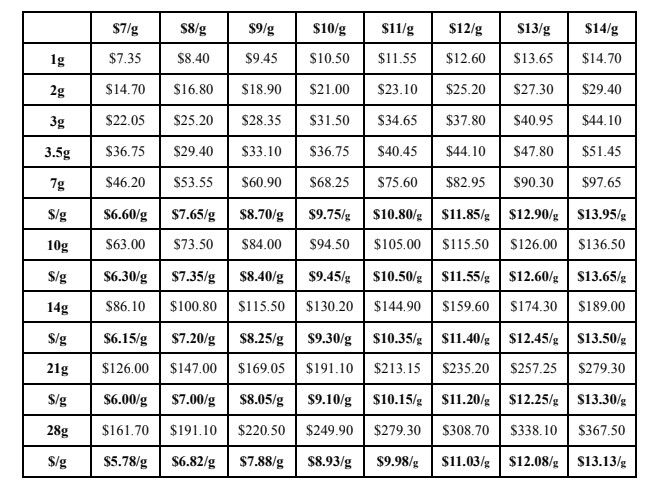 $7/g $8/g $9/g $10/g $11/g $12/g $13/g $14/g
1g $7.35 $8.40 $9.45 $10.50 $11.55 $12.60 $13.65 $14.70
2g $14.70 $16.80 $18.90 $21.00 $23.10 $25.20 $27.30 $29.40
3g $22.05 $25.20 $28.35 $31.50 $34.65 $37.80 $40.95 $44.10
3.5g $36.75 $29.40 $33.10 $36.75 $40.45 $44.10 $47.80 $51.45
7g $46.20 $53.55 $60.90 $68.25 $75.60 $82.95 $90.30 $97.65
$/g $6.60/g $7.65/g $8.70/g $9.75/g $10.80/g $11.85/g $12.90/g $13.95/g
10g $63.00 $73.50 $84.00 $94.50 $105.00 $115.50 $126.00 $136.50
$/g $6.30/g $7.35/g $8.40/g $9.45/g $10.50/g $11.55/g $12.60/g $13.65/g
14g $86.10 $100.80 $115.50 $130.20 $144.90 $159.60 $174.30 $189.00
$/g $6.15/g $7.20/g $8.25/g $9.30/g $10.35/g $11.40/g $12.45/g $13.50/g
21g $126.00 $147.00 $169.05 $191.10 $213.15 $235.20 $257.25 $279.30
$/g $6.00/g $7.00/g $8.05/g $9.10/g $10.15/g $11.20/g $12.25/g $13.30/g
28g $161.70 $191.10 $220.50 $249.90 $279.30 $308.70 $338.10 $367.50
$/g $5.78/g $6.82/g $7.88/g $8.93/g $9.98/g $11.03/g $12.08/g $13.13/g